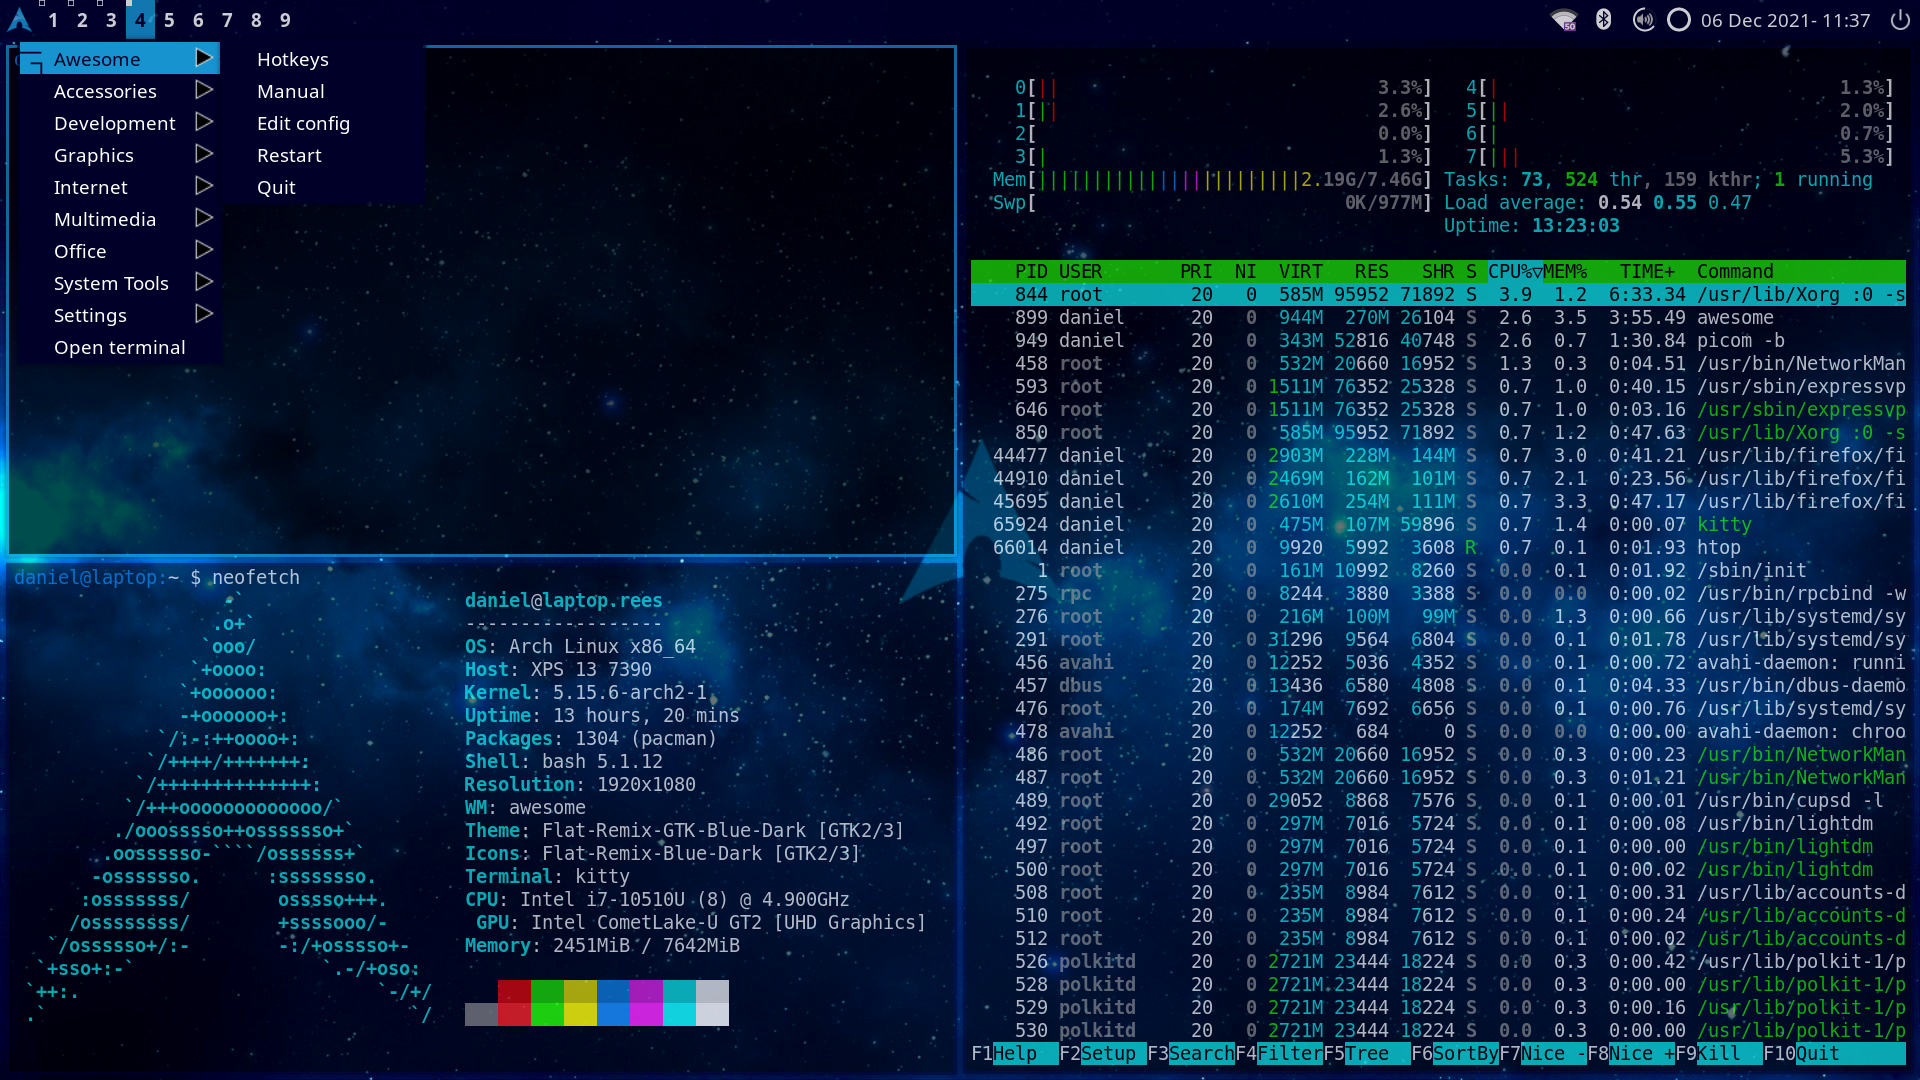 1 2 3 4 5 6 7 8 9
06 Dec 2021- 11:37
Awesome
Accessories
Development
Graphics
Internet
Multimedia
Office
System Tools
Settings
Open terminal
Hotkeys
Manual
Edit config
Restart
Quit
daniel@laptop:~ $ neofetch
-`
.o+`
`ooo/
`+oooo:
`+oooooo:
-+oooooo+:
`/:-:++oooo+:
`/++++/+++++++:
`/++++++++++++++:
`/+++ooooooooooooo/`
./ooosssso++osssssso+`
.oossssso-````/ossssss+`
-osssssso. :ssssssso.
:osssssss/ osssso+++.
/ossssssss/ +ssssooo/-
`/ossssso+/:- -:/+osssso+-
`+sso+:-` `.-/+oso:
`++:. `-/+/
.` `/
daniel@laptop.rees
------------------
OS: Arch Linux x86_64
Host: XPS 13 7390
Kernel: 5.15.6-arch2-1
Uptime: 13 hours, 20 mins
Packages: 1304 (pacman)
Shell: bash 5.1.12
Resolution: 1920x1080
WM: awesome
Theme: Flat-Remix-GTK-Blue-Dark [GTK2/3]
Icons: Flat-Remix-Blue-Dark [GTK2/3]
Terminal: kitty
CPU: Intel i7-10510U (8) @ 4.900GHz
GPU: Intel CometLake-U GT2 [UHD Graphics]
Memory: 2451MiB / 7642MiB
0[|| 3.3%] 4[| 1.3%]
1[|| 2.6%] 5[|| 2.0%]
2[ 0.0%] 6[| 0.7%]
3[| 1.3%] 7[||| 5.3%]
Mem[||||||||||||||||||||||||2.19G/7.46G] Tasks: 73, 524 thr, 159 kthr; 1 running
Swp[ 0K/977M] Load average: 0.54 0.55 0.47
Uptime: 13:23:03
PID USER PRI NI VIRT RES SHR S CPU%▽MEM% TIME+ Command
844 root 20 0 585M 95952 71892 S 3.9 1.2 6:33.34 /usr/lib/Xorg :0 -s
899 daniel 20 0 944M 270M 26104 S 2.6 3.5 3:55.49 awesome
949 daniel 20 0 343M 52816 40748 S 2.6 0.7 1:30.84 picom -b
458 root 20 0 532M 20660 16952 S 1.3 0.3 0:04.51 /usr/bin/NetworkMan
593 root 20 0 1511M 76352 25328 S 0.7 1.0 0:40.15 /usr/sbin/expressvp
646 root 20 0 1511M 76352 25328 S 0.7 1.0 0:03.16 /usr/sbin/expressvp
850 root 20 0 585M 95952 71892 S 0.7 1.2 0:47.63 /usr/lib/Xorg :0 -s
44477 daniel 20 0 2903M 228M 144M S 0.7 3.0 0:41.21 /usr/lib/firefox/fi
44910 daniel 20 0 2469M 162M 101M S 0.7 2.1 0:23.56 /usr/lib/firefox/fi
45695 daniel 20 0 2610M 254M 111M S 0.7 3.3 0:47.17 /usr/lib/firefox/fi
65924 daniel 20 0 475M 107M 59896 S 0.7 1.4 0:00.07 kitty
66014 daniel 20 0 9920 5992 3608 R 0.7 0.1 0:01.93 htop
1 root 20 0 161M 10992 8260 S 0.0 0.1 0:01.92 /sbin/init
275 rpc 20 0 8244 3880 3388 S 0.0 0.0 0:00.02 /usr/bin/rpcbind -w
276 root 20 0 216M 100M 99M S 0.0 1.3 0:00.66 /usr/lib/systemd/sy
291 root 20 0 31296 9564 6804 S 0.0 0.1 0:01.78 /usr/lib/systemd/sy
456 avahi 20 0 12252 5036 4352 S 0.0 0.1 0:00.72 avahi-daemon: runni
457 dbus 20 0 13436 6580 4808 S 0.0 0.1 0:04.33 /usr/bin/dbus-daemo
476 root 20 0 174M 7692 6656 S 0.0 0.1 0:00.76 /usr/lib/systemd/sy
478 avahi 20 0 12252 684 0 S 0.0 0.0 0:00.00 avahi-daemon: chroo
486 root 20 0 532M 20660 16952 S 0.0 0.3 0:00.23 /usr/bin/NetworkMan
487 root 20 0 532M 20660 16952 S 0.0 0.3 0:01.21 /usr/bin/NetworkMan
489 root 20 0 29052 8868 7576 S 0.0 0.1 0:00.01 /usr/bin/cupsd -l
492 root 20 0 297M 7016 5724 S 0.0 0.1 0:00.08 /usr/bin/lightdm
497 root 20 0 297M 7016 5724 S 0.0 0.1 0:00.00 /usr/bin/lightdm
500 root 20 0 297M 7016 5724 S 0.0 0.1 0:00.02 /usr/bin/lightdm
508 root 20 0 235M 8984 7612 S 0.0 0.1 0:00.31 /usr/lib/accounts-d
510 root 20 0 235M 8984 7612 S 0.0 0.1 0:00.24 /usr/lib/accounts-d
512 root 20 0 235M 8984 7612 S 0.0 0.1 0:00.02 /usr/lib/accounts-d
526 polkitd 20 0 2721M 23444 18224 S 0.0 0.3 0:00.42 /usr/lib/polkit-1/p
528 polkitd 20 0 2721M 23444 18224 S 0.0 0.3 0:00.00 /usr/lib/polkit-1/p
529 polkitd 20 0 2721M 23444 18224 S 0.0 0.3 0:00.16 /usr/lib/polkit-1/p
530 polkitd 20 0 2721M 23444 18224 S 0.0 0.3 0:00.00 /usr/lib/polkit-1/p
F1Help F2Setup F3SearchF4FilterF5Tree F6SortByF7Nice -F8Nice +F9Kill F10Quit